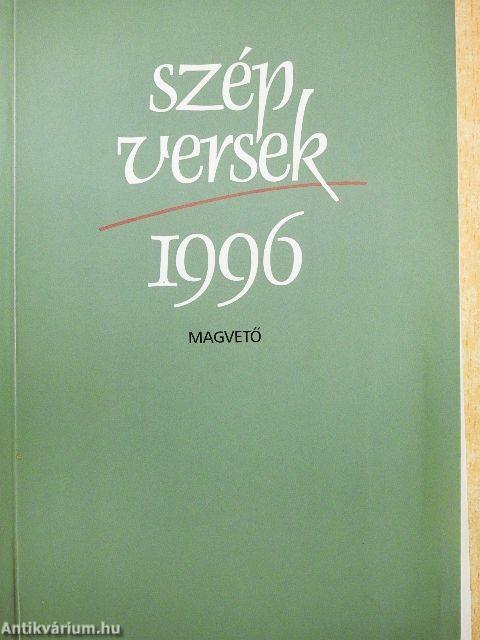 szép
versek
1996
MAGVETŐ
Antikvárium.hu